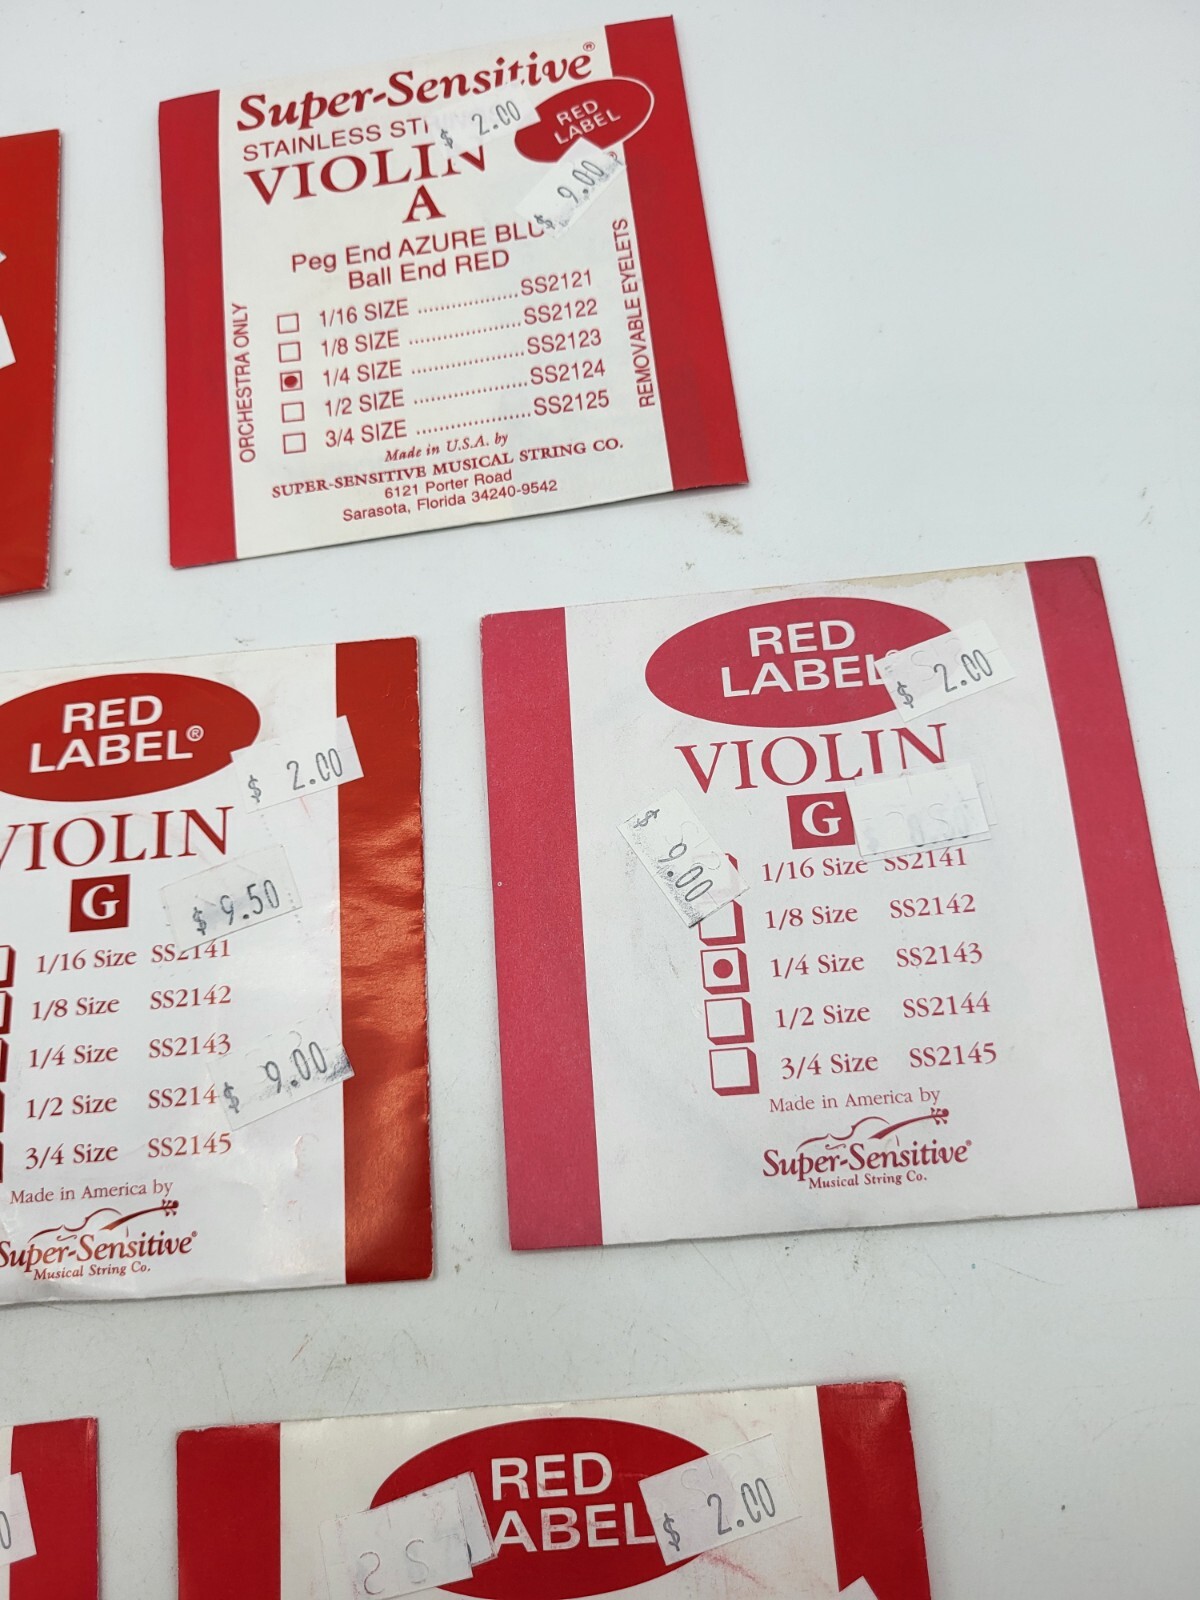 Super-Sensitive®
STAINLESS
VIOLIN
A
RED
LABEL
$ 2.00
$ 9.00
Peg End AZURE
Ball End RED
1/16 SIZE ................... SS2121
1/8 SIZE ..................... SS2122
1/4 SIZE ..................... SS2123
1/2 SIZE ..................... SS2124
3/4 SIZE ..................... SS2125
ORCHESTRA ONLY
REMOVABLE EYELETS
Made in U.S.A. by
SUPER-SENSITIVE MUSICAL STRING CO.
6121 Porter Road
Sarasota, Florida 34240-9542
RED
LABEL®
$ 2.00
VIOLIN
G
$ 9.50
1/16 Size SS2141
1/8 Size SS2142
1/4 Size SS2143
1/2 Size SS214
$ 9.00
3/4 Size SS2145
Made in America by
Super-Sensitive®
Musical String Co.
RED
LABEL
$ 2.00
VIOLIN
G
$ 9.00
1/16 Size SS2141
1/8 Size SS2142
1/4 Size SS2143
1/2 Size SS2144
3/4 Size SS2145
Made in America by
Super-Sensitive®
Musical String Co.
RED
ABEL
$ 2.00